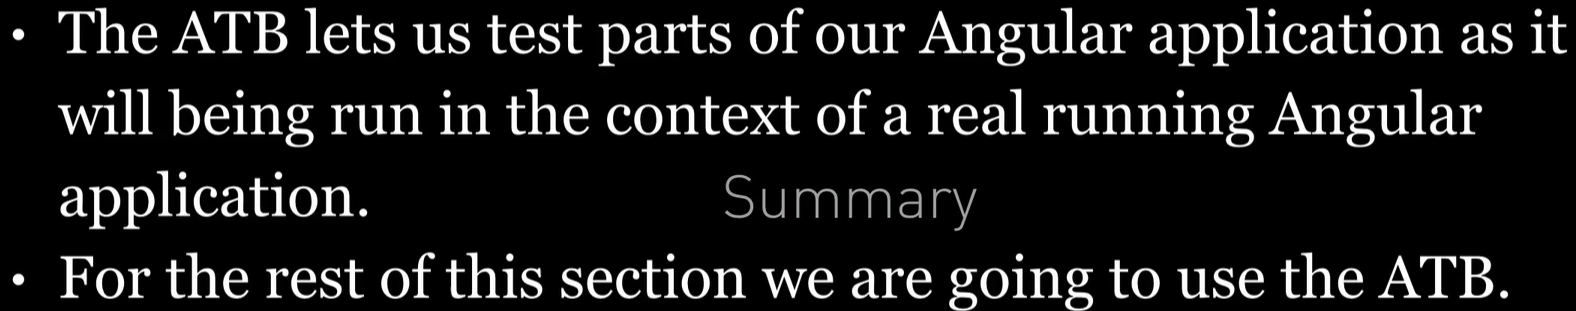 • The ATB lets us test parts of our Angular application as it
will being run in the context of a real running Angular
application.
Summary
• For the rest of this section we are going to use the ATB.